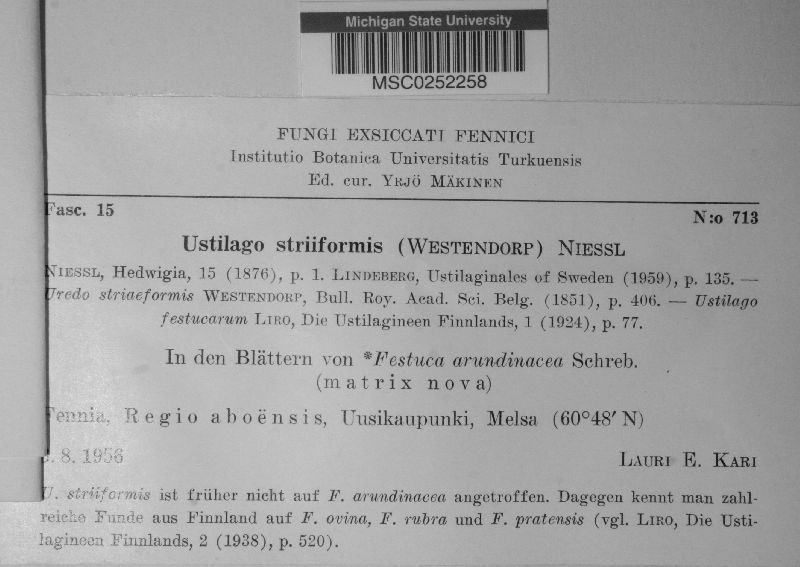 Michigan State University
MSC0252258
FUNGI EXSICCATI FENNICI
Institutio Botanica Universitatis Turkuensis
Ed. cur. YRJÖ MÄKINEN
Fasc. 15 N:o 713
Ustilago striiformis (WESTENDORP) NIESSL
NIESSL, Hedwigia, 15 (1876), p. 1. LINDEBERG, Ustilaginales of Sweden (1959), p. 135. —
Uredo striaeformis WESTENDORP, Bull. Roy. Acad. Sci. Belg. (1851), p. 406. — Ustilago
festucarum LIRO, Die Ustilagineen Finnlands, 1 (1924), p. 77.
In den Blättern von *Festuca arundinacea Schreb.
(matrix nova)
Fennia, Regio aboënsis, Uusikaupunki, Melsa (60°48′ N)
8. 1956 LAURI E. KARI
U. striiformis ist früher nicht auf F. arundinacea angetroffen. Dagegen kennt man zahl-
reiche Funde aus Finnland auf F. ovina, F. rubra und F. pratensis (vgl. LIRO, Die Usti-
lagineen Finnlands, 2 (1938), p. 520).